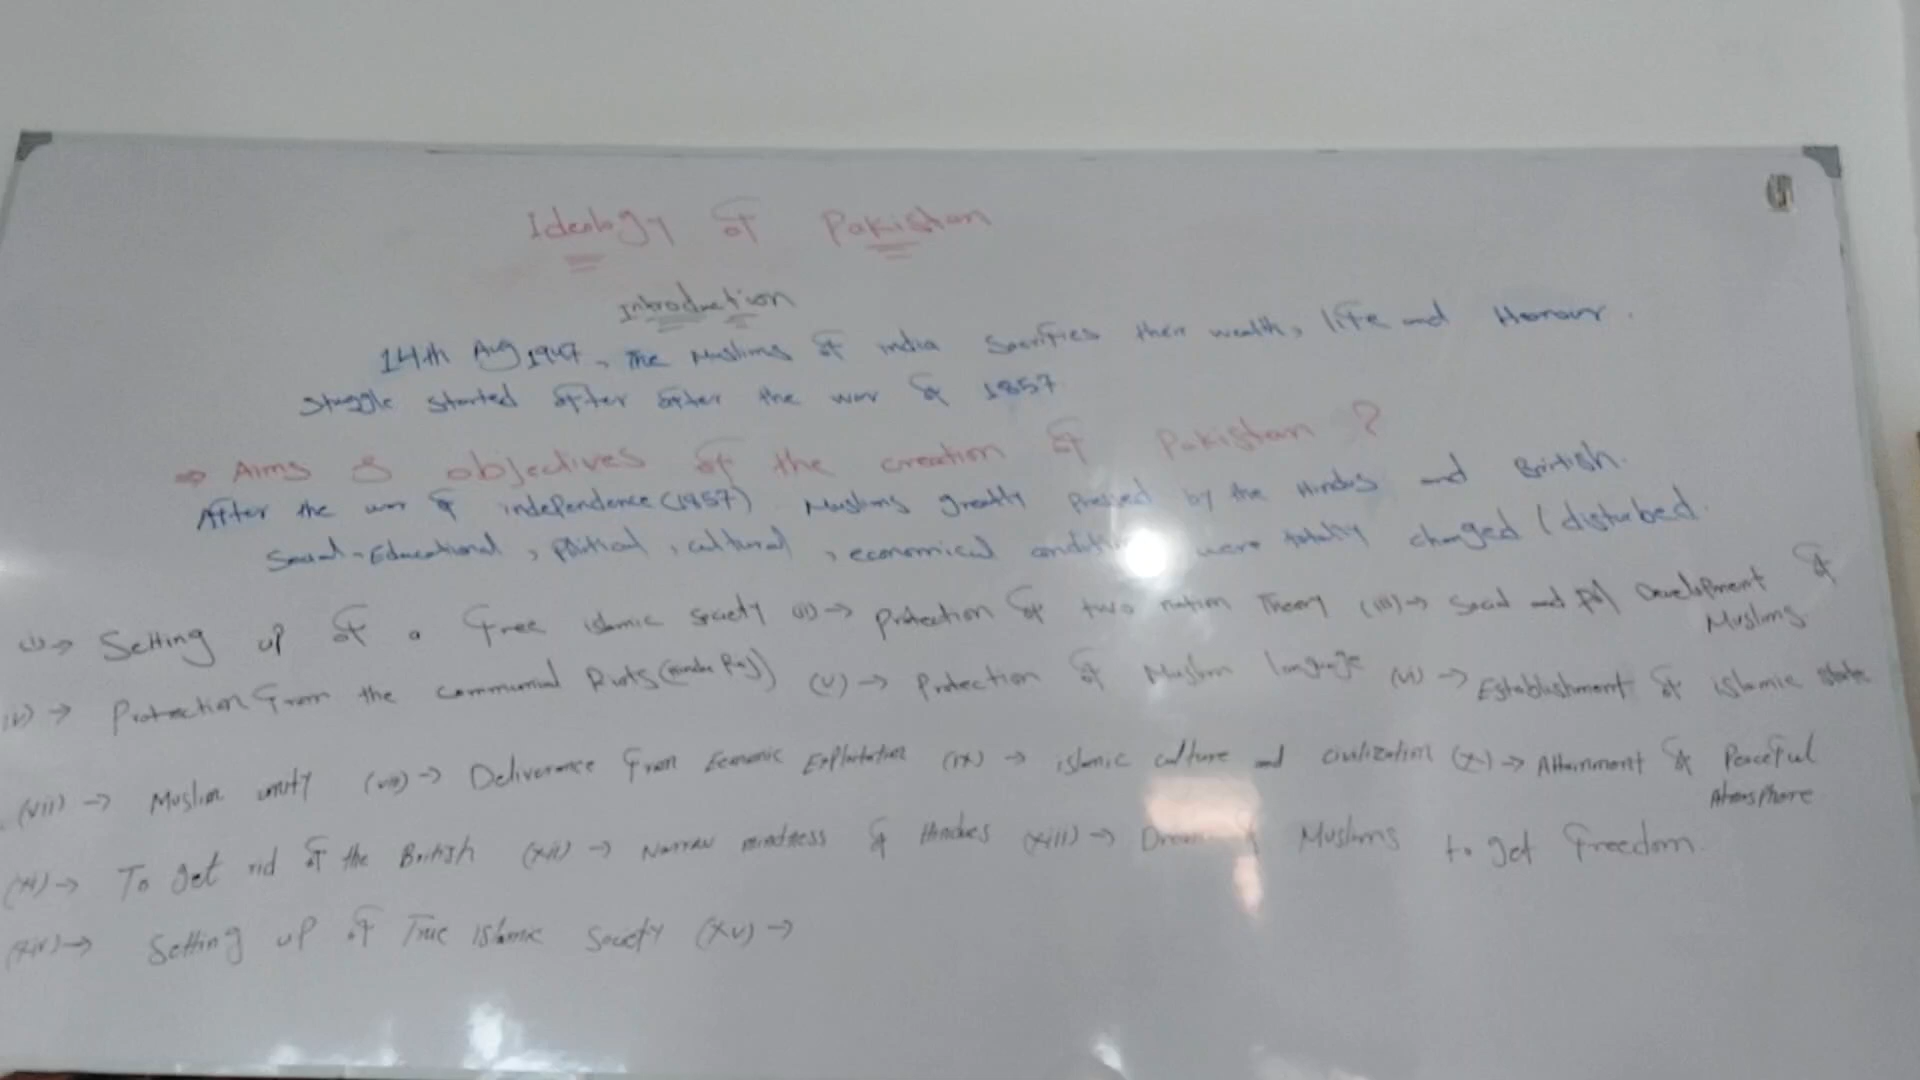 Ideology of Pakistan
Introduction
14th Aug 1947, The Muslims of india Sacrifies their wealth, life and Honour.
Stuggle started after after the war of 1857
⇒ Aims & objectives of the creation of Pakistan ?
After the war of independence (1857) Muslims greatly pressed by the Hindus and British.
Social - Educational, political, cultural, economical were totally changed / disturbed.
(i) → Setting up of a free islamic society (ii) → protection of two nation Theory (iii) → Social and Pol Development of
Muslims
(iv) → Protection from the communal Riots (Raj) (v) → Protection of Muslim language (vi) → Establishment of islamic state
(vii) → Muslim unity (viii) → Deliverance from Economic Exploitation (ix) → islamic culture and civilization (x) → Attainment of Peaceful
Atmosphere
(xi) → To get rid of the British (xii) → Narrow mindness of Hindues (xiii) → Muslims to get freedom.
(xiv) → Setting up of True islamic Society (xv) →